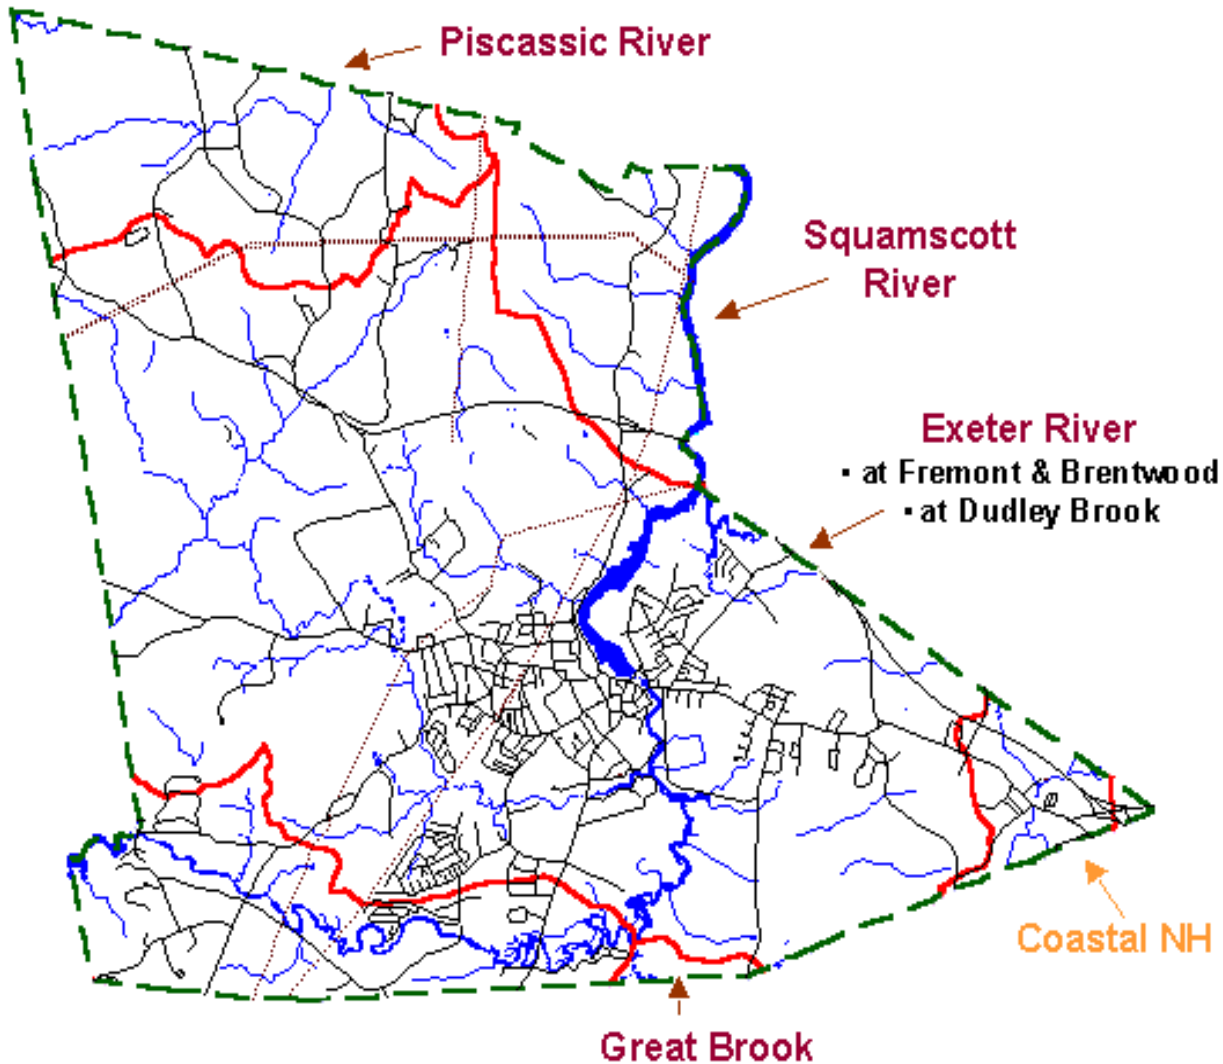 Piscassic River
Squamscott
River
Exeter River
· at Fremont & Brentwood
· at Dudley Brook
Coastal NH
Great Brook